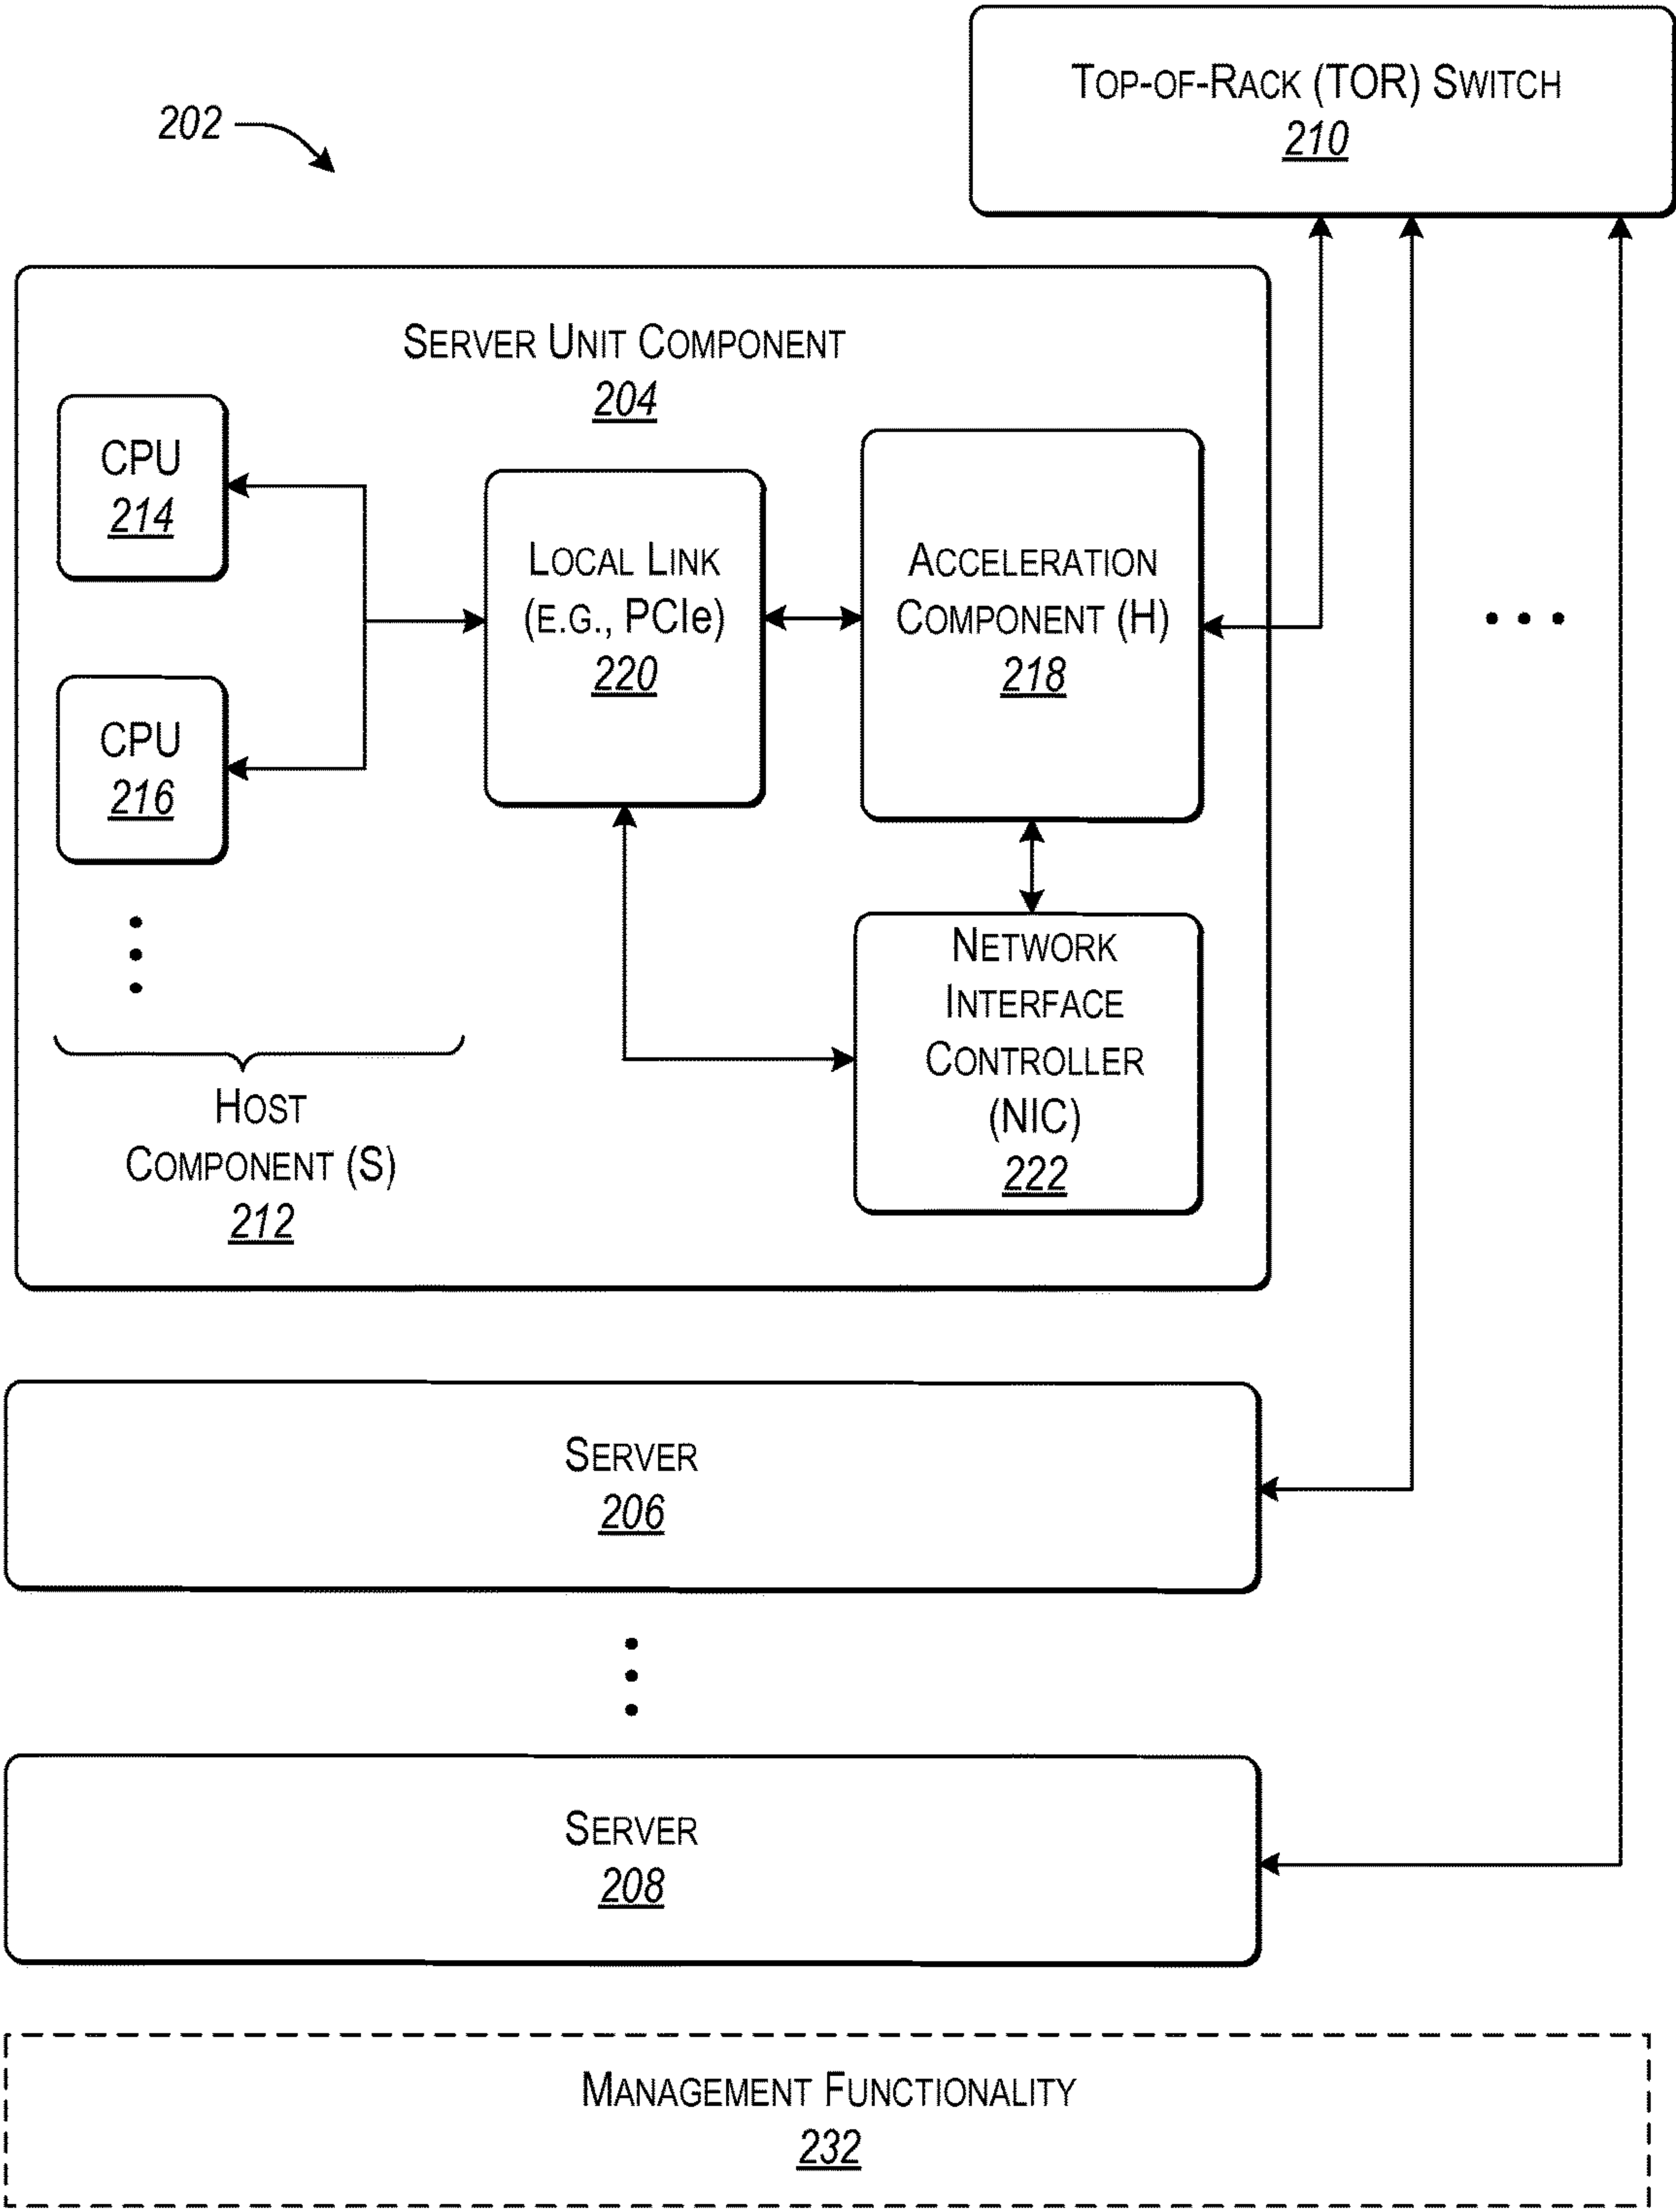 TOP-OF-RACK (TOR) SWITCH
210
202
SERVER UNIT COMPONENT
204
CPU
214
LOCAL LINK
(E.G., PCIe)
220
ACCELERATION
COMPONENT (H)
218
CPU
216
NETWORK
INTERFACE
CONTROLLER
(NIC)
222
HOST
COMPONENT (S)
212
SERVER
206
SERVER
208
MANAGEMENT FUNCTIONALITY
232